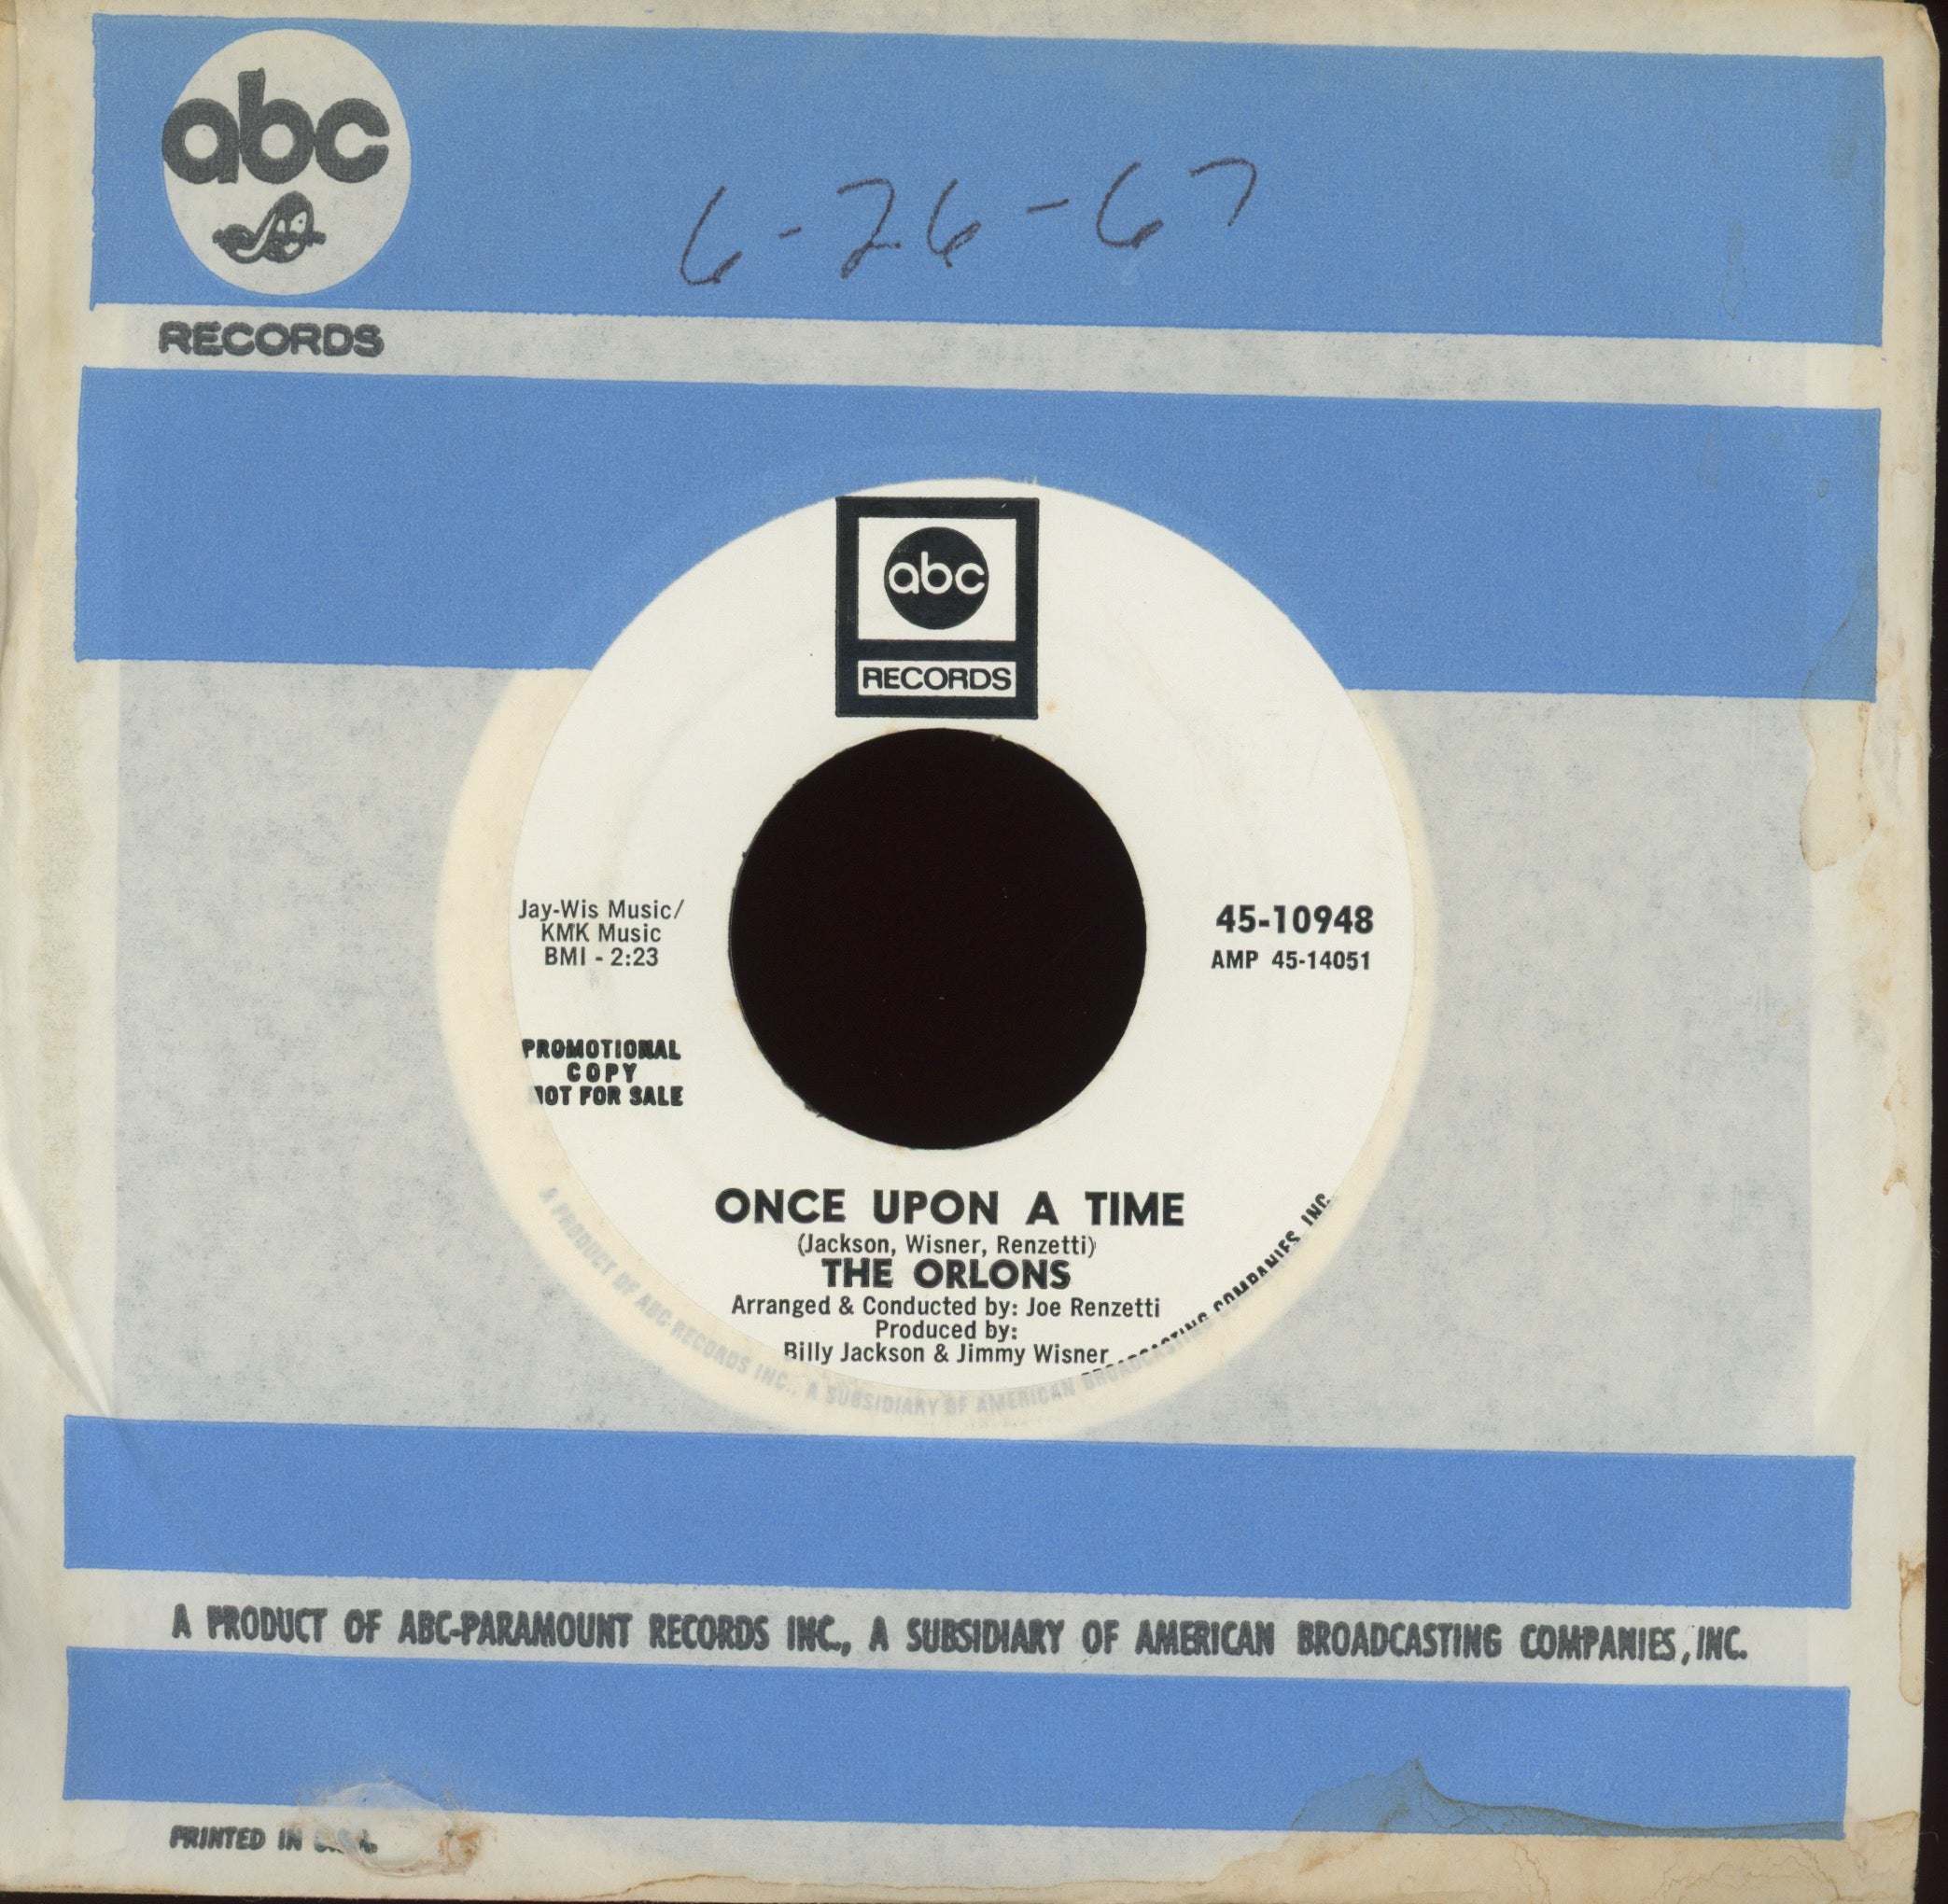 abc
RECORDS
6-26-67
abc
RECORDS
Jay-Wis Music/
KMK Music
BMI - 2:23
45-10948
AMP 45-14051
PROMOTIONAL
COPY
NOT FOR SALE
ONCE UPON A TIME
(Jackson, Wisner, Renzetti)
THE ORLONS
Arranged & Conducted by: Joe Renzetti
Produced by:
Billy Jackson & Jimmy Wisner
A PRODUCT OF ABC RECORDS INC., A SUBSIDIARY OF AMERICAN BROADCASTING COMPANIES, INC.
A PRODUCT OF ABC-PARAMOUNT RECORDS INC., A SUBSIDIARY OF AMERICAN BROADCASTING COMPANIES, INC.
PRINTED IN U.S.A.